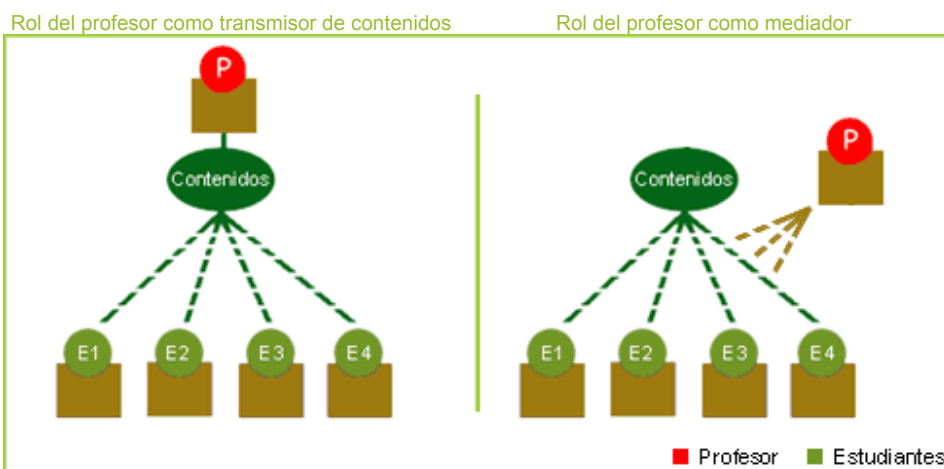 Rol del profesor como transmisor de contenidos
Rol del profesor como mediador
P
Contenidos
E1 E2 E3 E4
P
Contenidos
E1 E2 E3 E4
Profesor Estudiantes